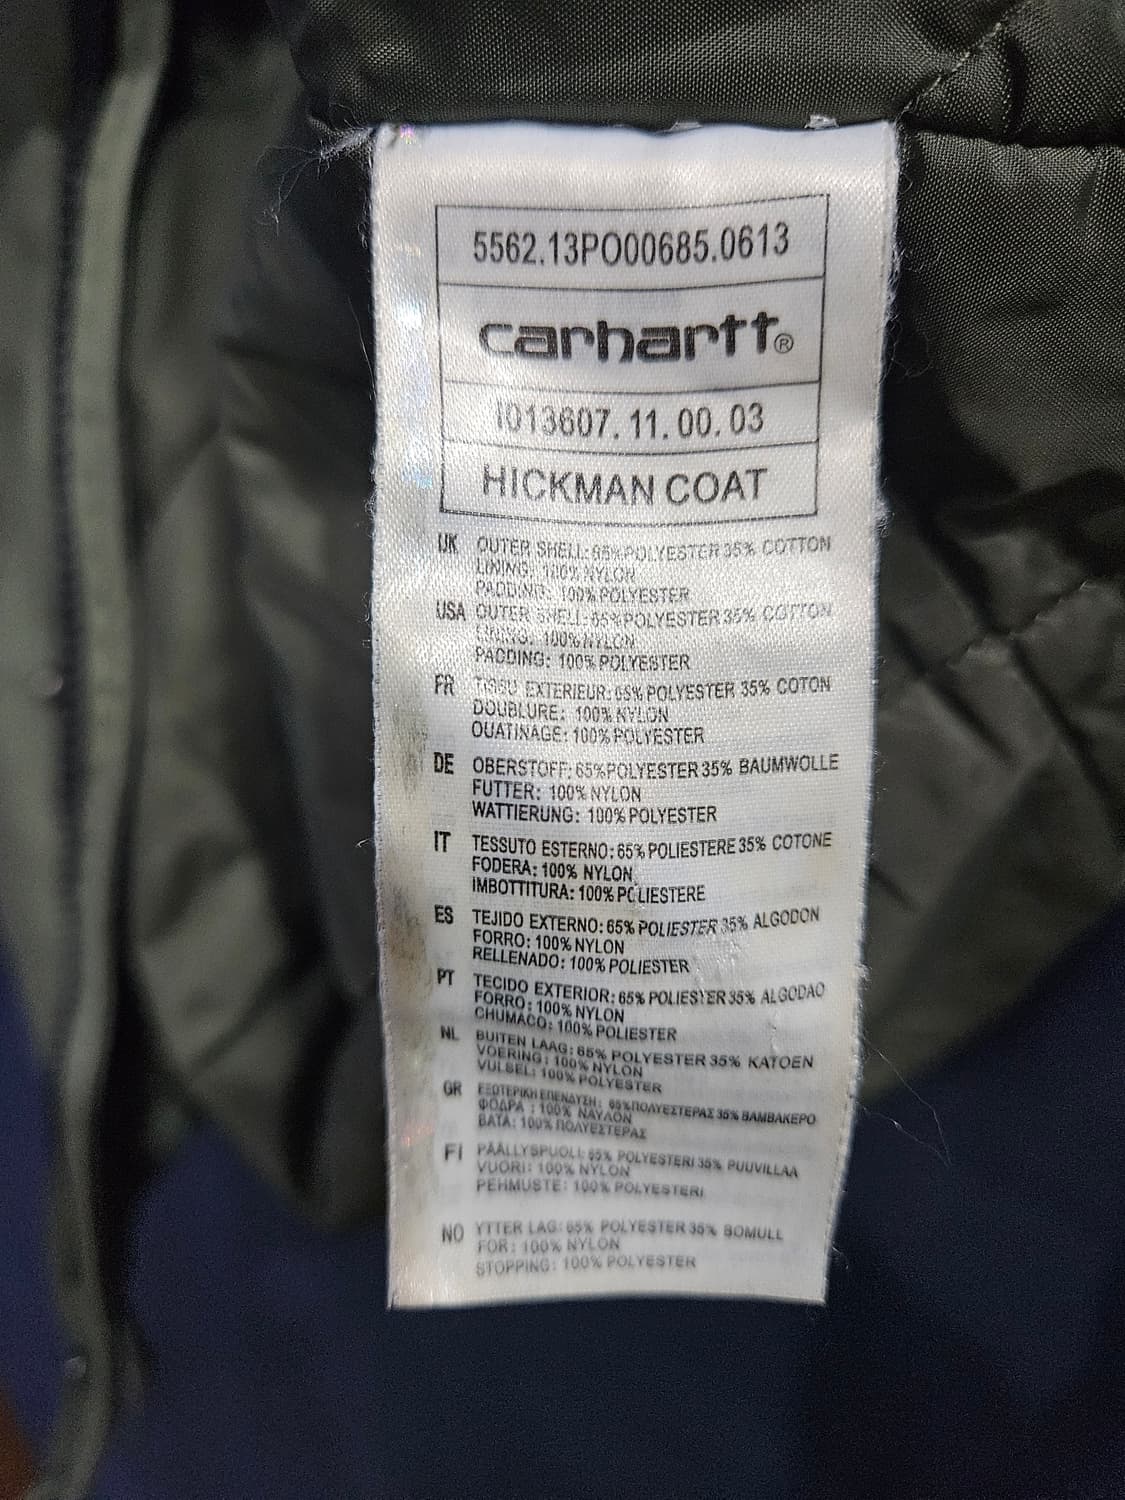 5562.13PO00685.0613
carhartt®
I013607.11.00.03
HICKMAN COAT
UK OUTER SHELL: 65% POLYESTER 35% COTTON
LINING: 100% NYLON
PADDING: 100% POLYESTER
USA OUTER SHELL: 65% POLYESTER 35% COTTON
LINING: 100% NYLON
PADDING: 100% POLYESTER
FR TISSU EXTERIEUR: 65% POLYESTER 35% COTON
DOUBLURE: 100% NYLON
OUATINAGE: 100% POLYESTER
DE OBERSTOFF: 65% POLYESTER 35% BAUMWOLLE
FUTTER: 100% NYLON
WATTIERUNG: 100% POLYESTER
IT TESSUTO ESTERNO: 65% POLIESTERE 35% COTONE
FODERA: 100% NYLON
IMBOTTITURA: 100% POLIESTERE
ES TEJIDO EXTERNO: 65% POLIESTER 35% ALGODON
FORRO: 100% NYLON
RELLENADO: 100% POLIESTER
PT TECIDO EXTERIOR: 65% POLIESTER 35% ALGODAO
FORRO: 100% NYLON
CHUMACO: 100% POLIESTER
NL BUITEN LAAG: 65% POLYESTER 35% KATOEN
VOERING: 100% NYLON
VULSEL: 100% POLYESTER
GR ΕΞΩΤΕΡΙΚΗ ΕΠΕΝΔΥΣΗ: 65% ΠΟΛΥΕΣΤΕΡΑΣ 35% ΒΑΜΒΑΚΕΡΟ
ΦΟΔΡΑ: 100% ΝΑΥΛΟΝ
ΒΑΤΑ: 100% ΠΟΛΥΕΣΤΕΡΑΣ
FI PÄÄLLYSPUOLI: 65% POLYESTERI 35% PUUVILLAA
VUORI: 100% NYLON
PEHMUSTE: 100% POLYESTERI
NO YTTER LAG: 65% POLYESTER 35% BOMULL
FOR: 100% NYLON
STOPPING: 100% POLYESTER